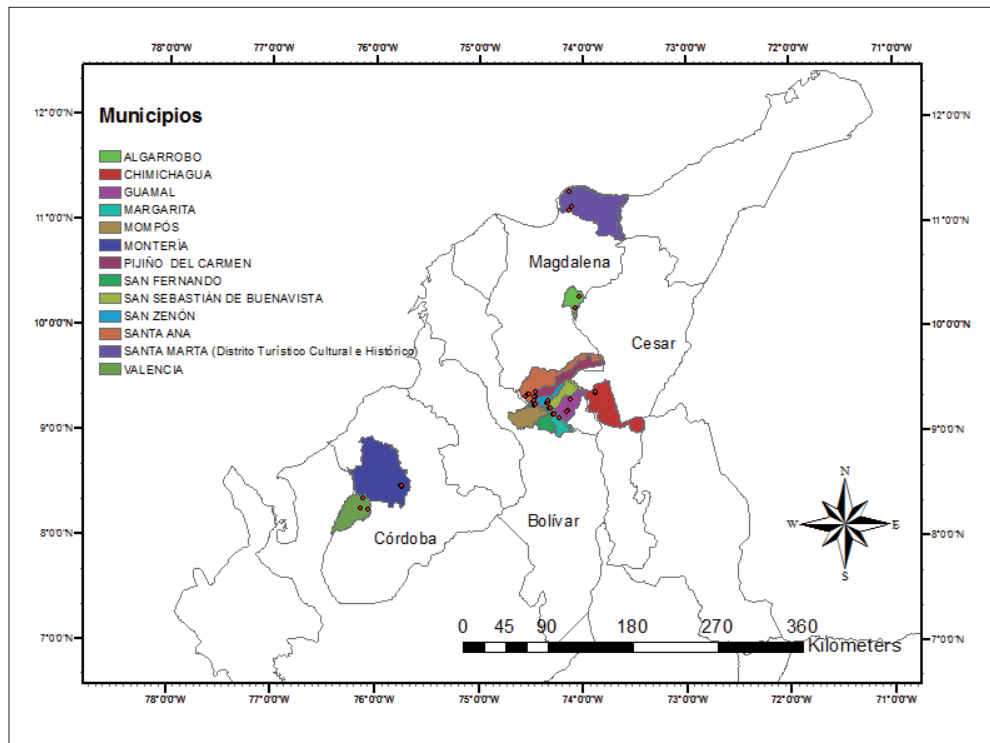 78°0'0"W 77°0'0"W 76°0'0"W 75°0'0"W 74°0'0"W 73°0'0"W 72°0'0"W 71°0'0"W
12°0'0"N 12°0'0"N
Municipios
ALGARROBO
CHIMICHAGUA
GUAMAL
MARGARITA
MOMPÓS
MONTERÍA
PIJIÑO DEL CARMEN
SAN FERNANDO
SAN SEBASTIÁN DE BUENAVISTA
SAN ZENÓN
SANTA ANA
SANTA MARTA (Distrito Turístico Cultural e Histórico)
VALENCIA
11°0'0"N 11°0'0"N
Magdalena
10°0'0"N 10°0'0"N
Cesar
9°0'0"N 9°0'0"N
N
W E
S
Bolívar
Córdoba
8°0'0"N 8°0'0"N
0 45 90 180 270 360
Kilometers
7°0'0"N 7°0'0"N
78°0'0"W 77°0'0"W 76°0'0"W 75°0'0"W 74°0'0"W 73°0'0"W 72°0'0"W 71°0'0"W